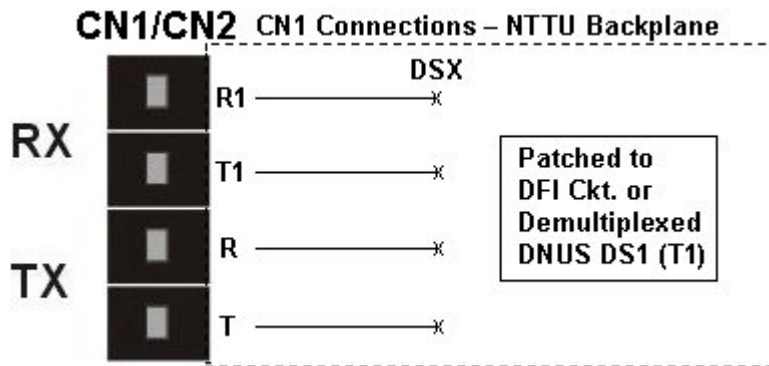 CN1/CN2 CN1 Connections – NTTU Backplane
DSX
R1
RX
T1
Patched to
DFI Ckt. or
Demultiplexed
DNUS DS1 (T1)
R
TX
T